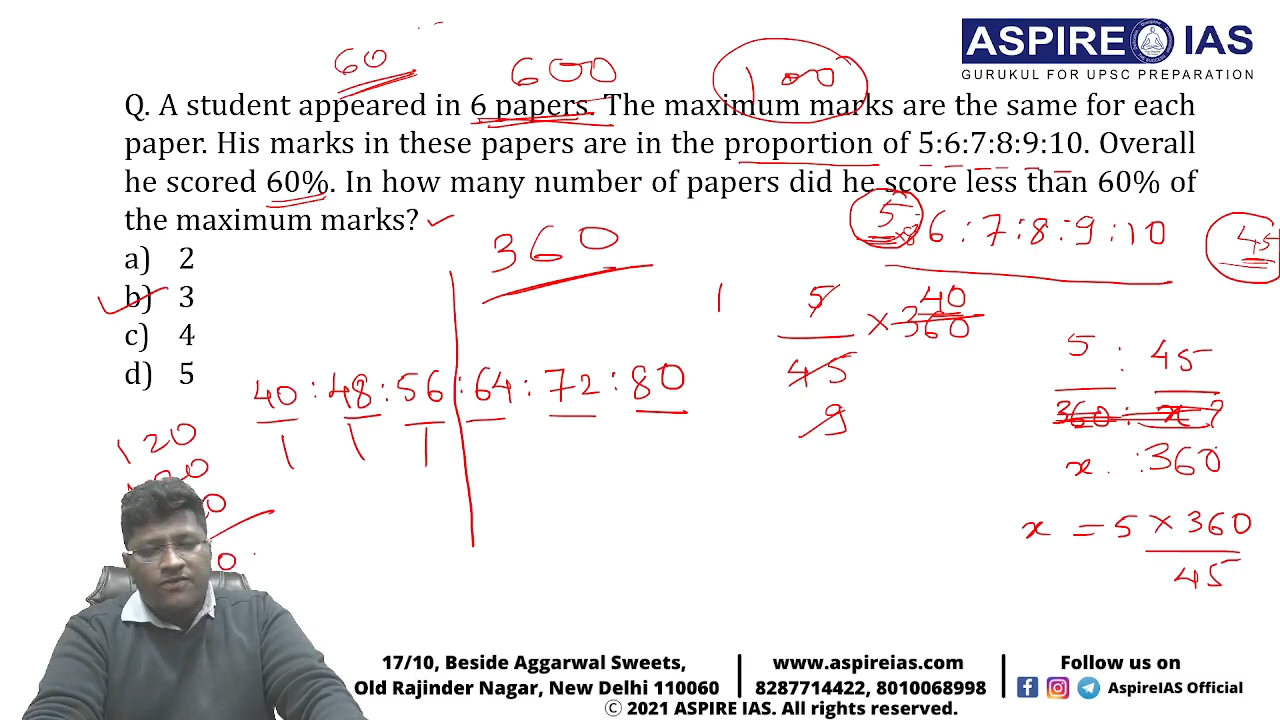 60
600
100
ASPIRE IAS
GURUKUL FOR UPSC PREPARATION
Q. A student appeared in 6 papers. The maximum marks are the same for each
paper. His marks in these papers are in the proportion of 5:6:7:8:9:10. Overall
he scored 60%. In how many number of papers did he score less than 60% of
the maximum marks?
a) 2
b) 3
c) 4
d) 5
360
5 6 : 7 : 8 : 9 : 10
45
5 × 360
40
45
9
5 : 45
360 : x ?
x : 360
x = 5 × 360
45
40 : 48 : 56 : 64 : 72 : 80
120
17/10, Beside Aggarwal Sweets,
Old Rajinder Nagar, New Delhi 110060
www.aspireias.com
8287714422, 8010068998
Follow us on
AspireIAS Official
© 2021 ASPIRE IAS. All rights reserved.